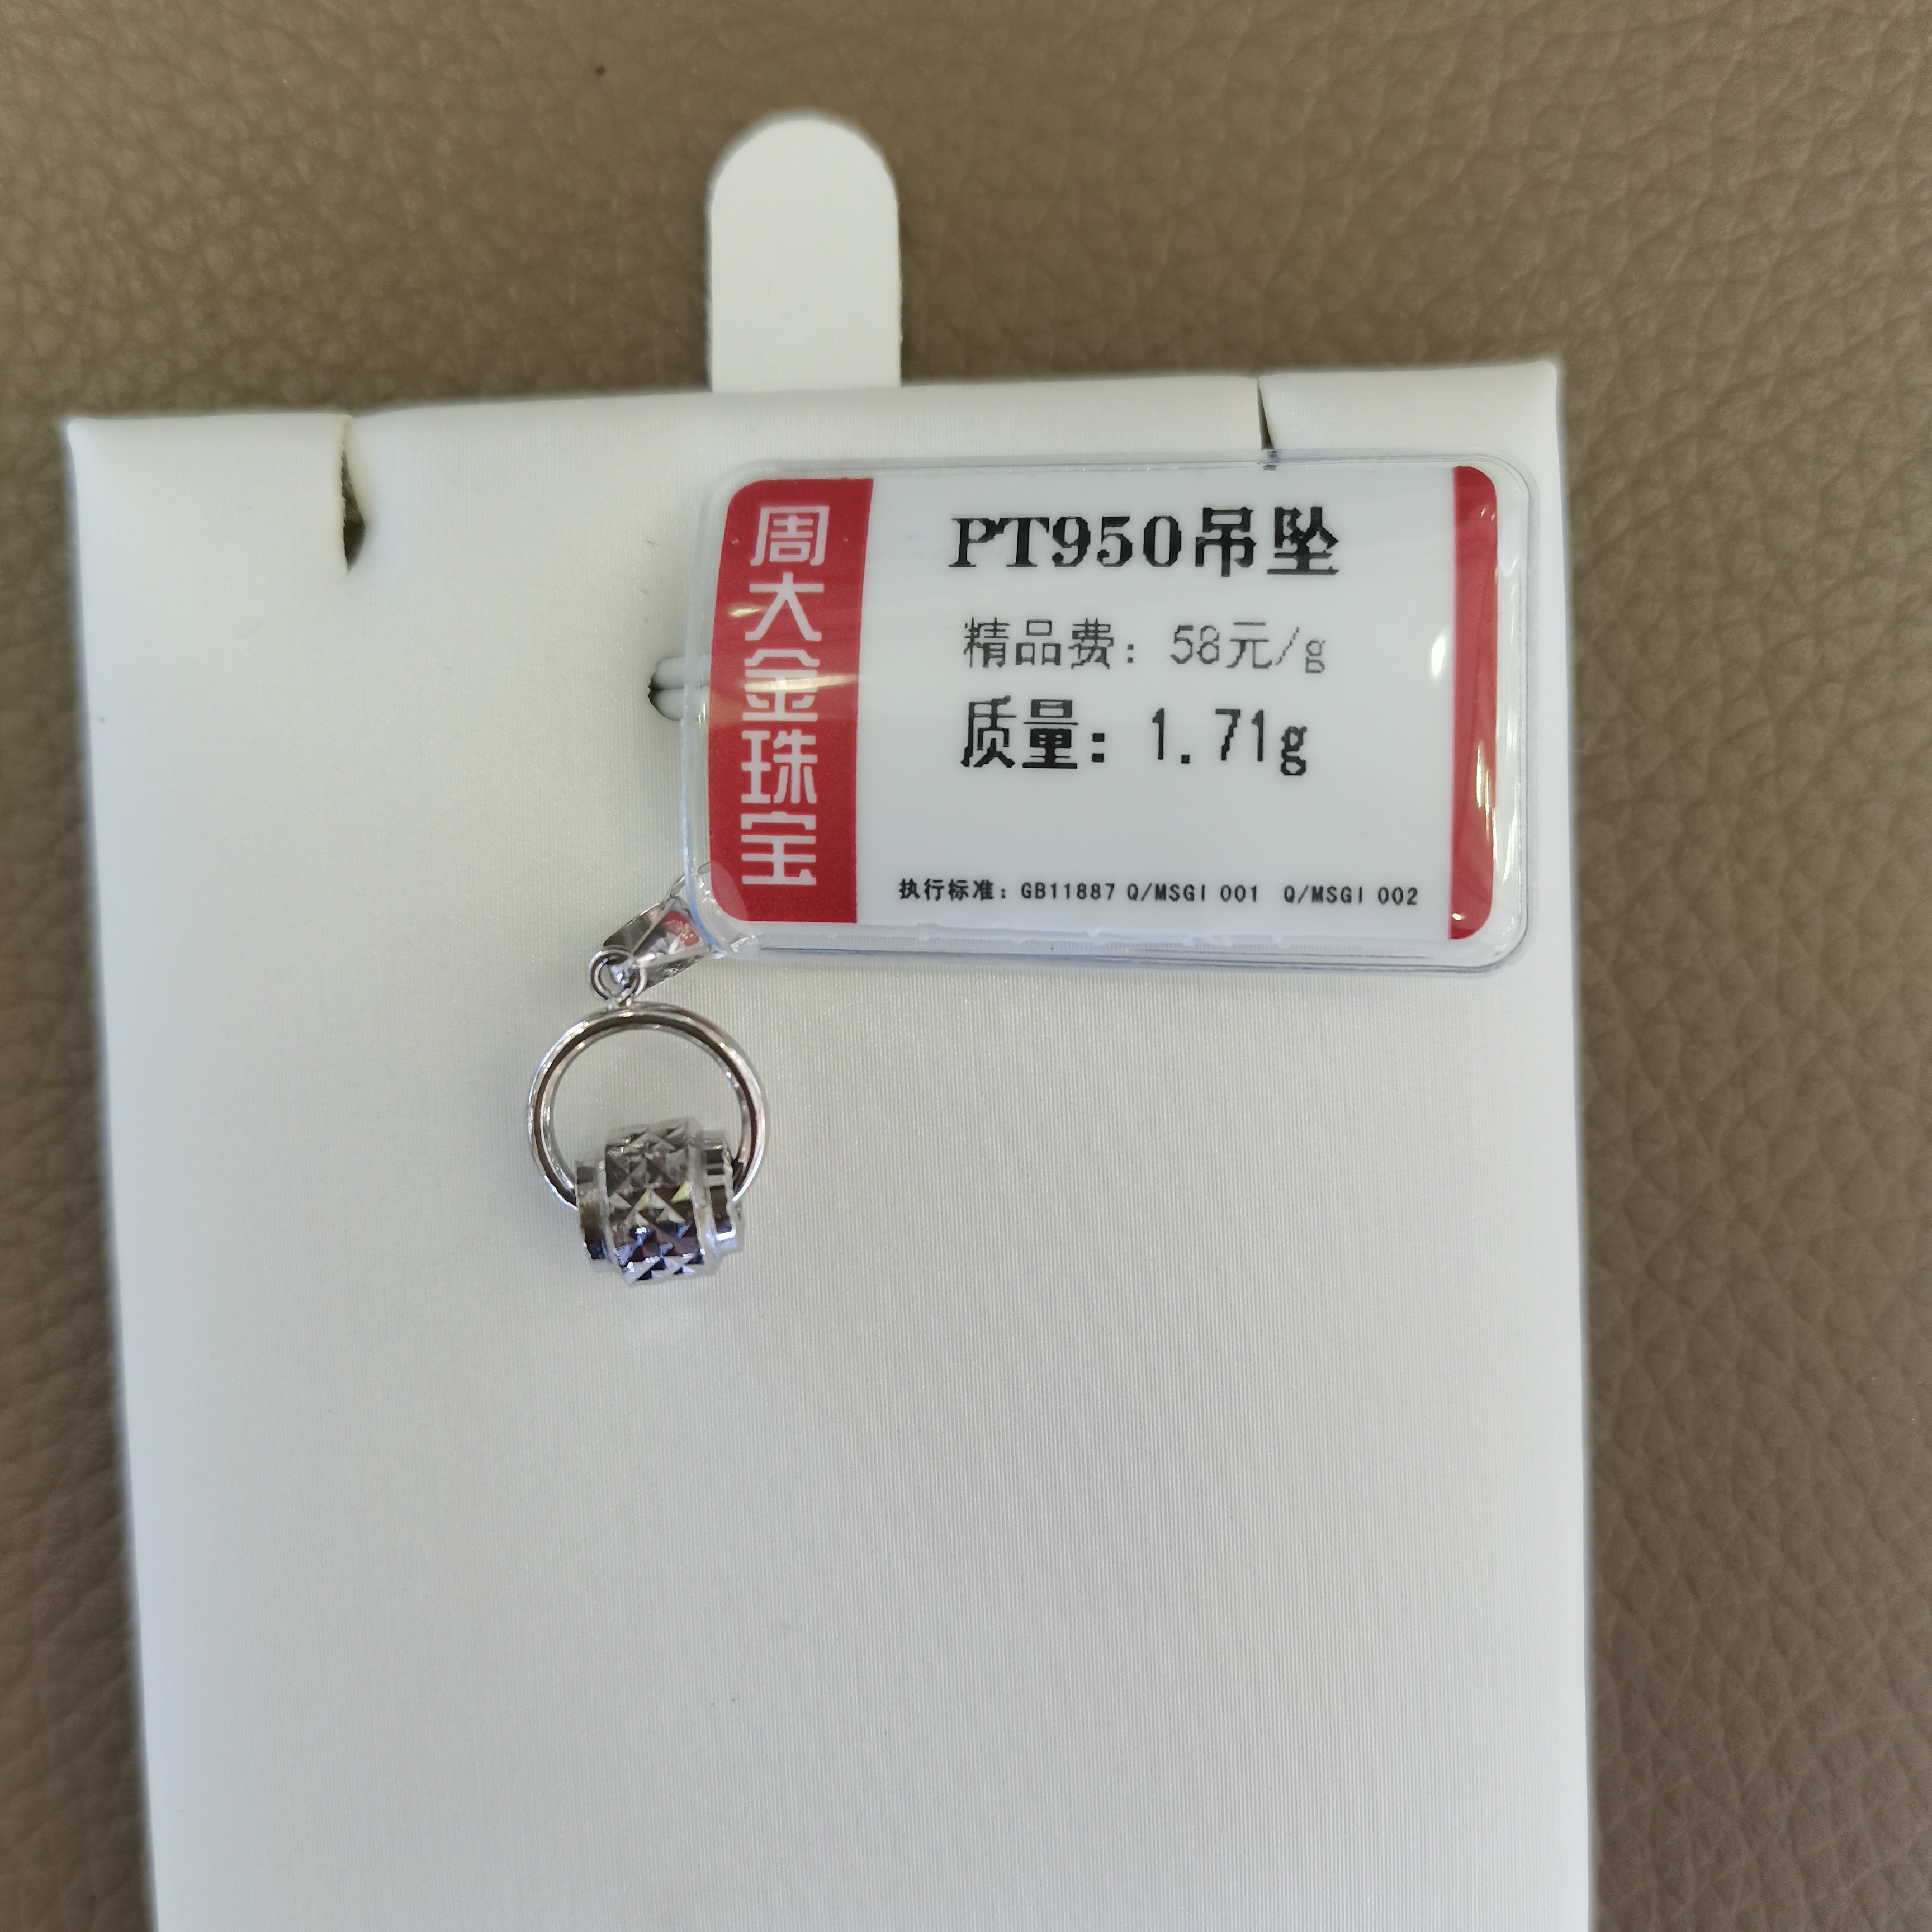 周大金珠宝
PT950吊坠
精品费: 58元/g
质量: 1.71g
执行标准: GB11887 Q/MSGI 001 Q/MSGI 002